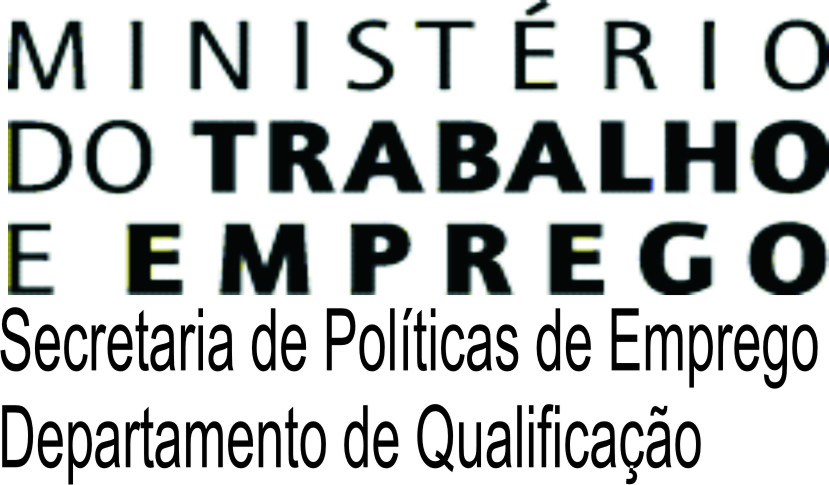 MINISTÉRIO
DO TRABALHO
E EMPREGO
Secretaria de Políticas de Emprego
Departamento de Qualificação